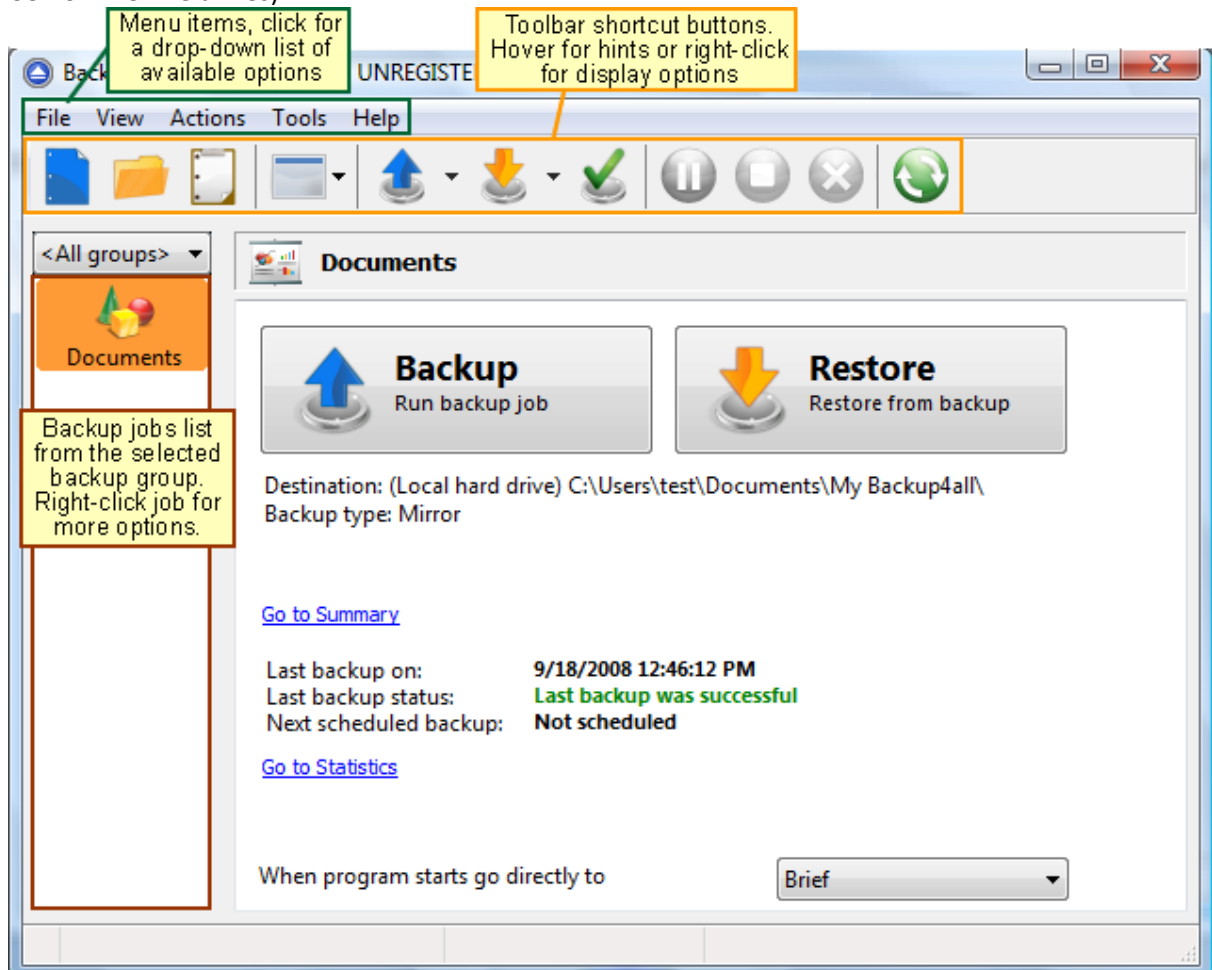 Menu items, click for
a drop-down list of
available options
Toolbar shortcut buttons.
Hover for hints or right-click
for display options
UNREGISTE
File View Actions Tools Help
<All groups>
Documents
Documents
Backup
Run backup job
Restore
Restore from backup
Backup jobs list
from the selected
backup group.
Right-click job for
more options.
Destination: (Local hard drive) C:\Users\test\Documents\My Backup4all\
Backup type: Mirror
Go to Summary
Last backup on: 9/18/2008 12:46:12 PM
Last backup status: Last backup was successful
Next scheduled backup: Not scheduled
Go to Statistics
When program starts go directly to Brief